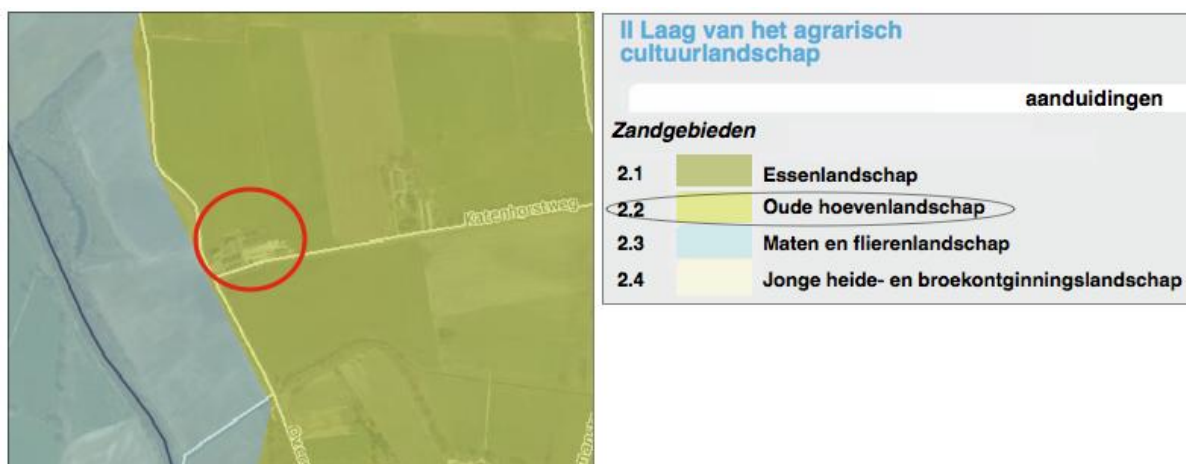 Katenhorstweg
II Laag van het agrarisch
cultuurlandschap
aanduidingen
Zandgebieden
2.1 Essenlandschap
2.2 Oude hoevenlandschap
2.3 Maten en flierenlandschap
2.4 Jonge heide- en broekontginningslandschap